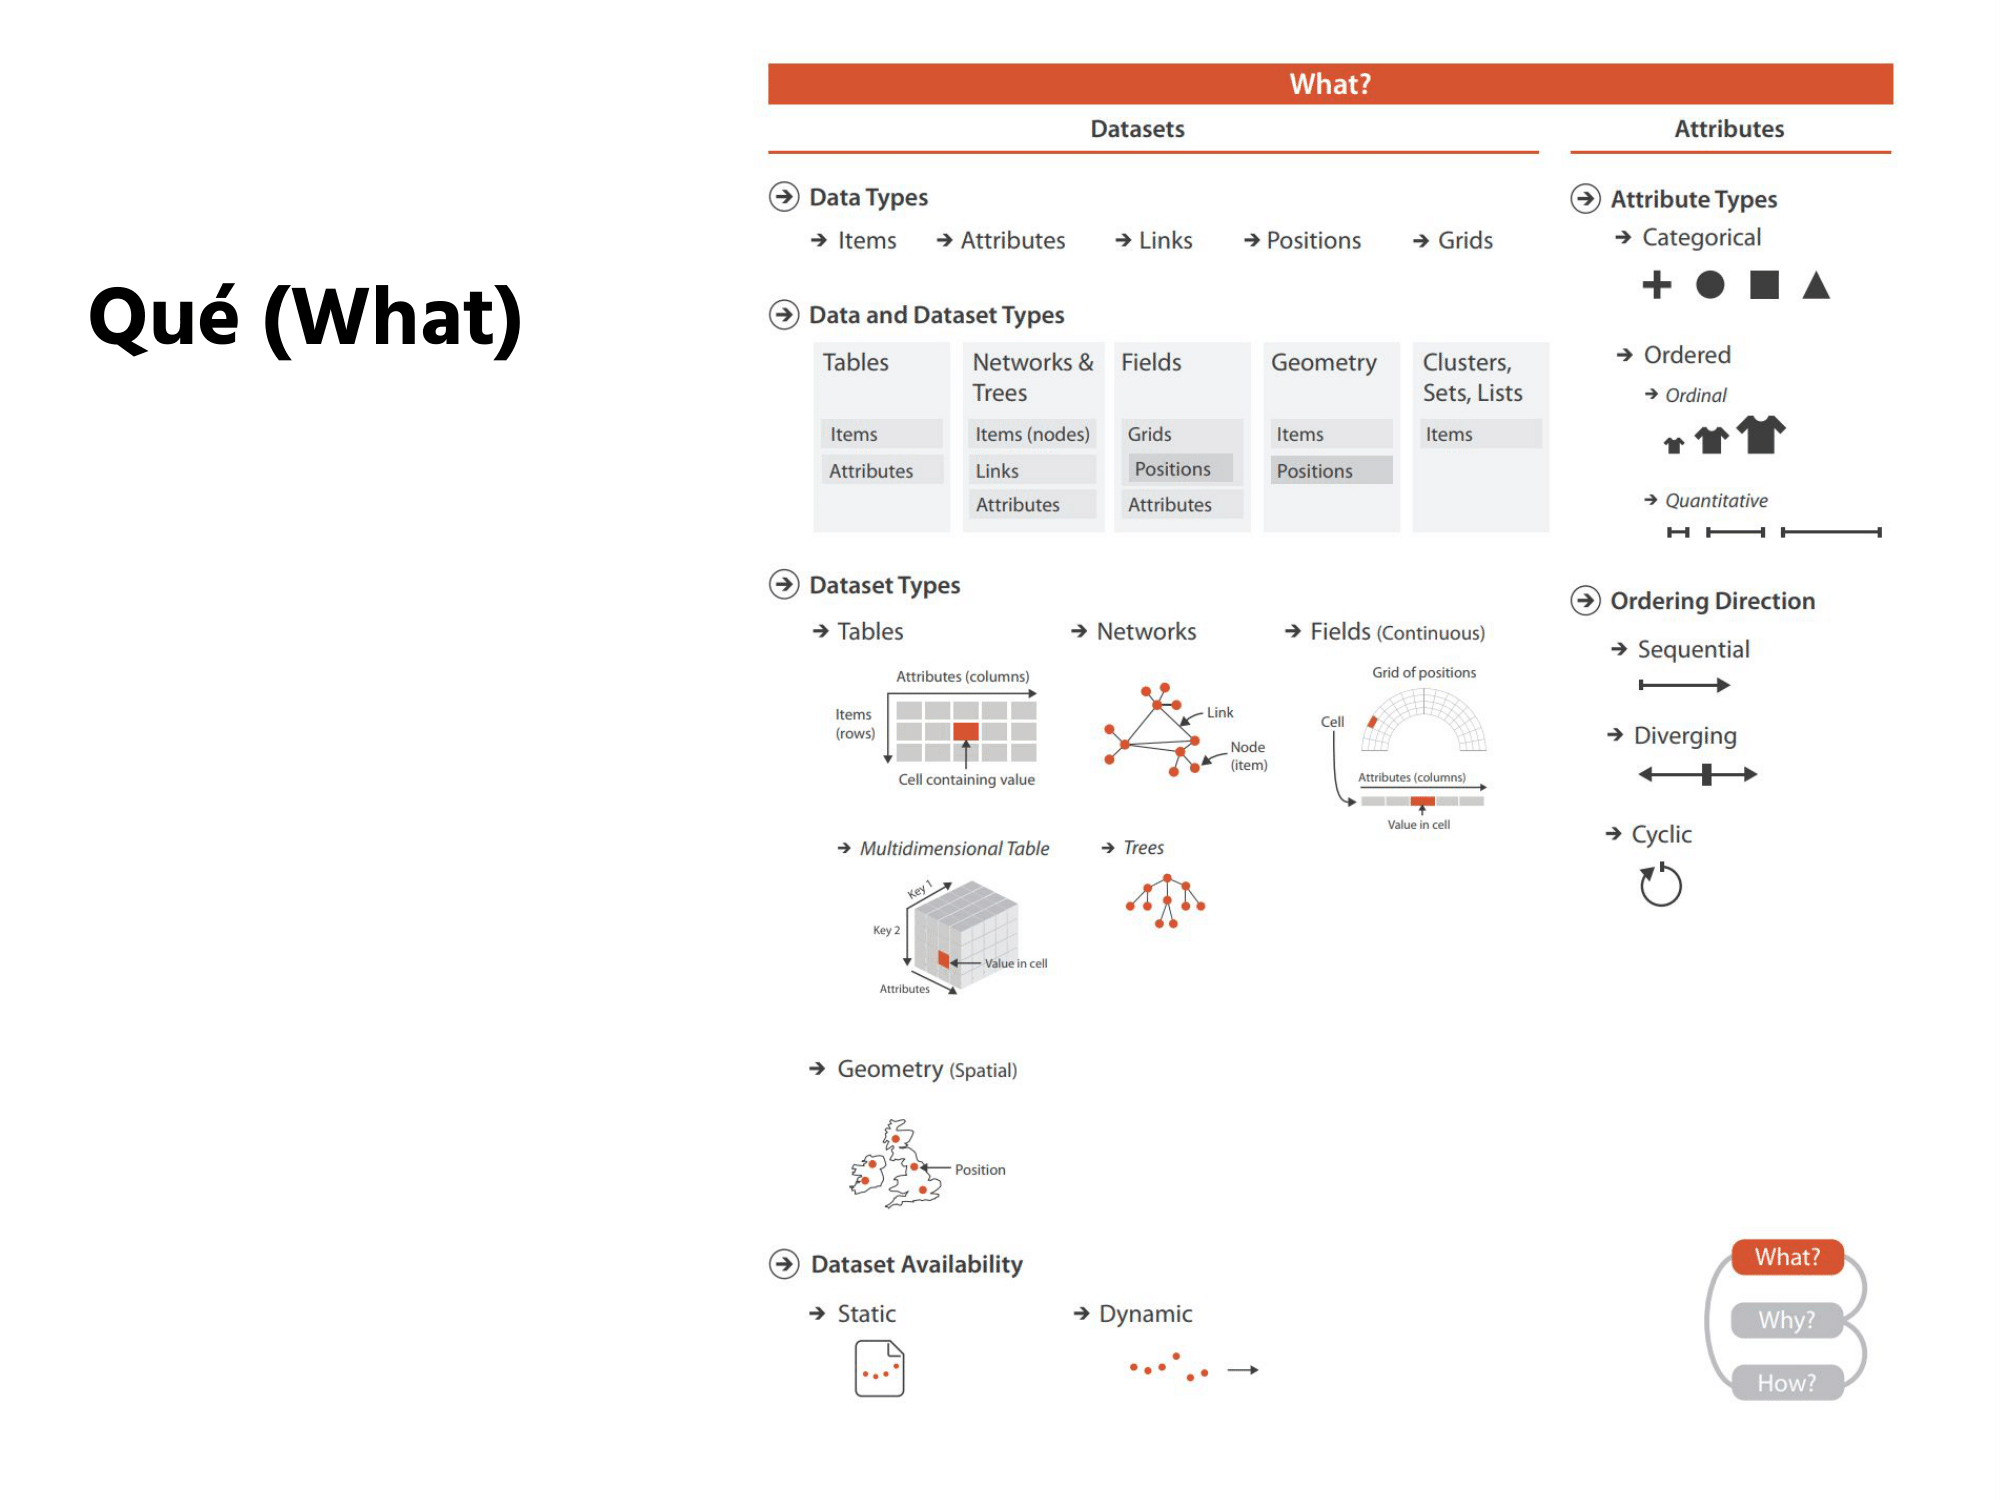 Qué (What)
What?
Datasets
Attributes
Data Types
Items
Attributes
Links
Positions
Grids
Data and Dataset Types
Tables
Items
Attributes
Networks &
Trees
Items (nodes)
Links
Attributes
Fields
Grids
Positions
Attributes
Geometry
Items
Positions
Clusters,
Sets, Lists
Items
Dataset Types
Tables
Attributes (columns)
Items
(rows)
Cell containing value
Networks
Link
Node
(item)
Fields (Continuous)
Grid of positions
Cell
Attributes (columns)
Value in cell
Multidimensional Table
Key 1
Key 2
Value in cell
Attributes
Trees
Geometry (Spatial)
Position
Dataset Availability
Static
Dynamic
Attribute Types
Categorical
Ordered
Ordinal
Quantitative
Ordering Direction
Sequential
Diverging
Cyclic
What?
Why?
How?